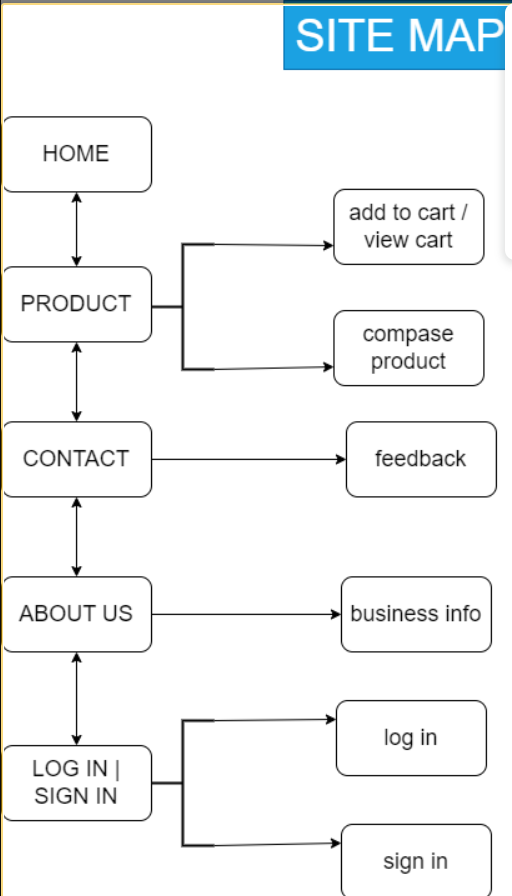 SITE MAP
HOME
add to cart /
view cart
PRODUCT
compase
product
CONTACT
feedback
ABOUT US
business info
log in
LOG IN |
SIGN IN
sign in